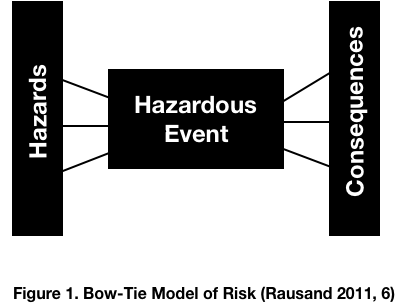 Hazards
Hazardous
Event
Consequences
Figure 1. Bow-Tie Model of Risk (Rausand 2011, 6)